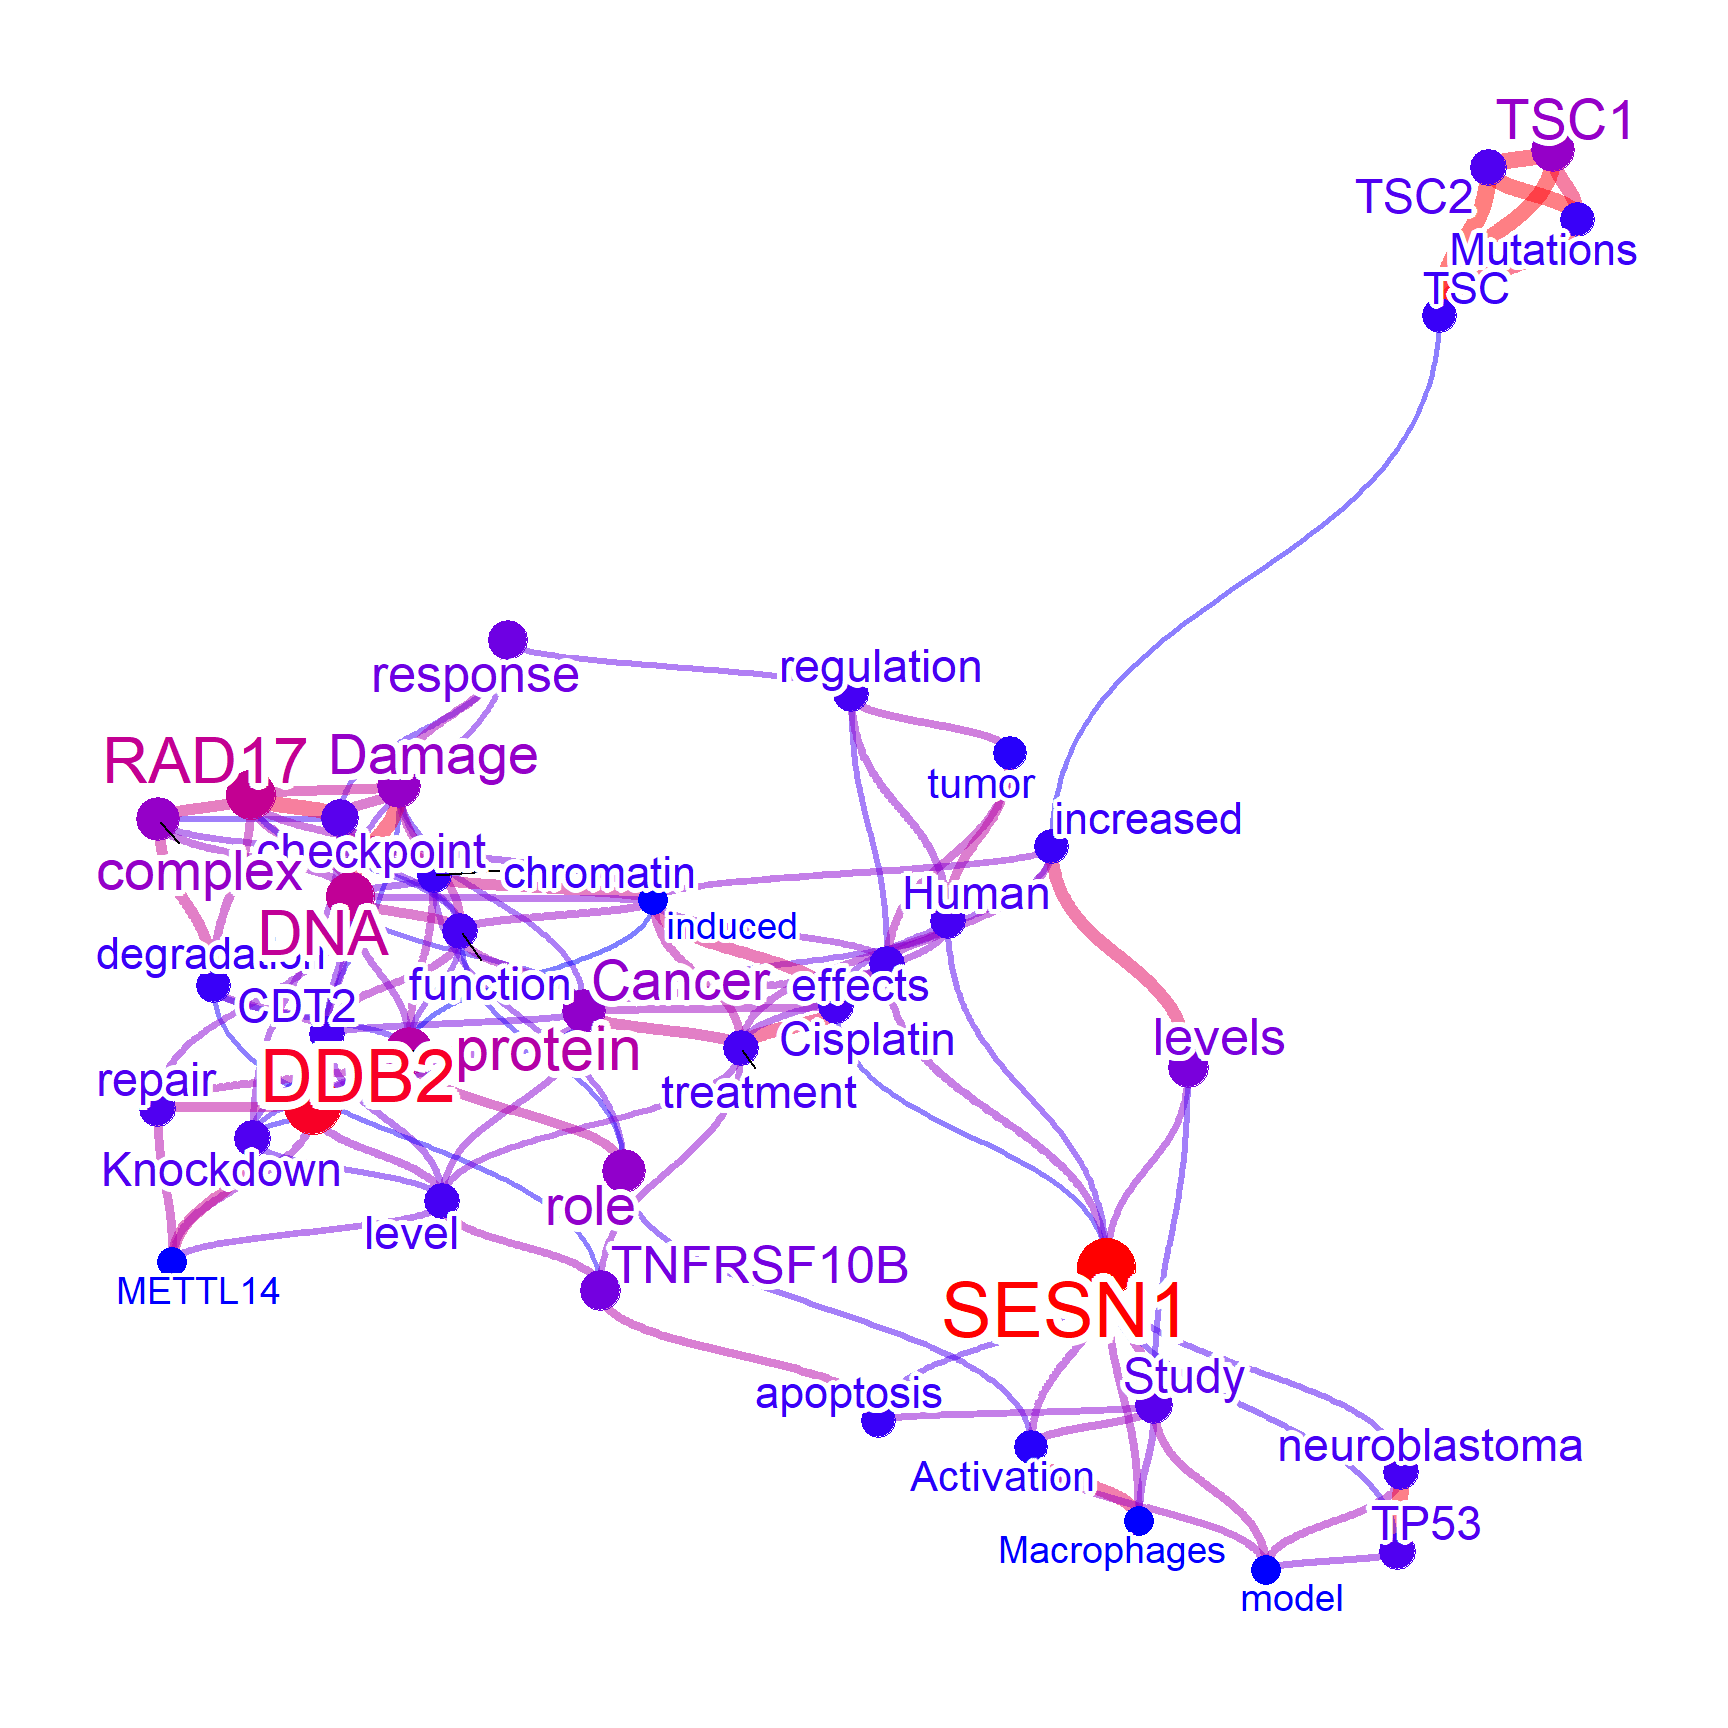 TSC1
TSC2
Mutations
TSC
response
regulation
RAD17
Damage
tumor
increased
checkpoint
complex
chromatin
Human
induced
DNA
degradation
function
Cancer
effects
CDT2
Cisplatin
levels
protein
DDB2
repair
treatment
Knockdown
role
level
TNFRSF10B
METTL14
SESN1
Study
apoptosis
neuroblastoma
Activation
TP53
Macrophages
model